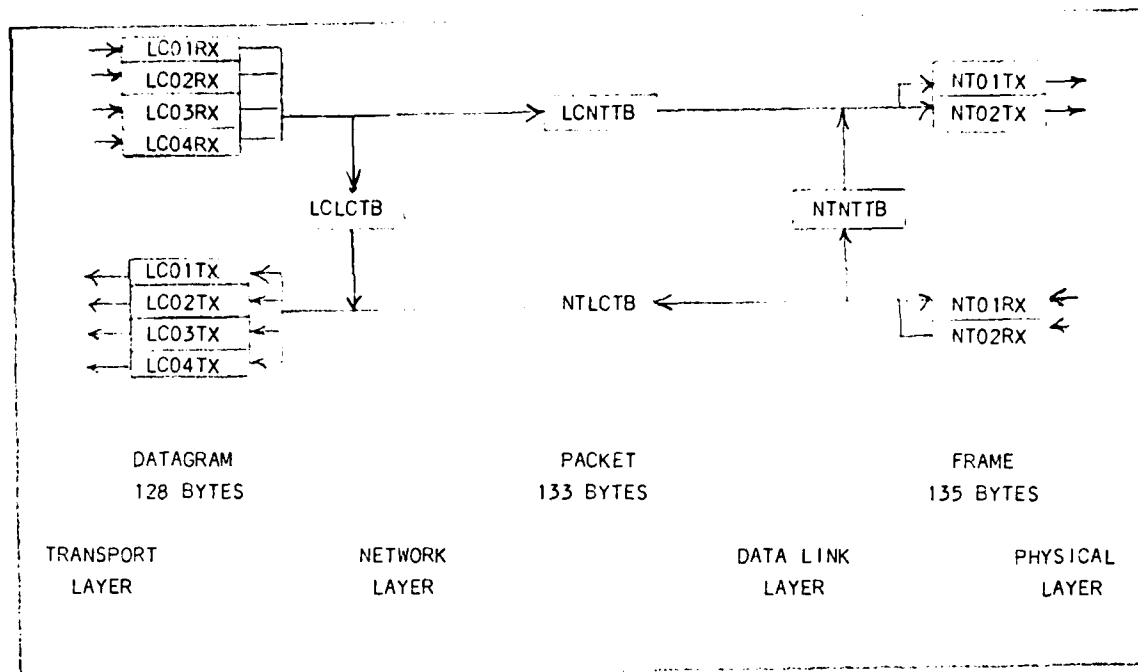 LC01RX
LC02RX
LC03RX
LC04RX
LCNTTB
NT01TX
NT02TX
LCLCTB
NTNTTB
LC01TX
LC02TX
LC03TX
LC04TX
NTLCTB
NT01RX
NT02RX
DATAGRAM
128 BYTES
PACKET
133 BYTES
FRAME
135 BYTES
TRANSPORT
LAYER
NETWORK
LAYER
DATA LINK
LAYER
PHYSICAL
LAYER